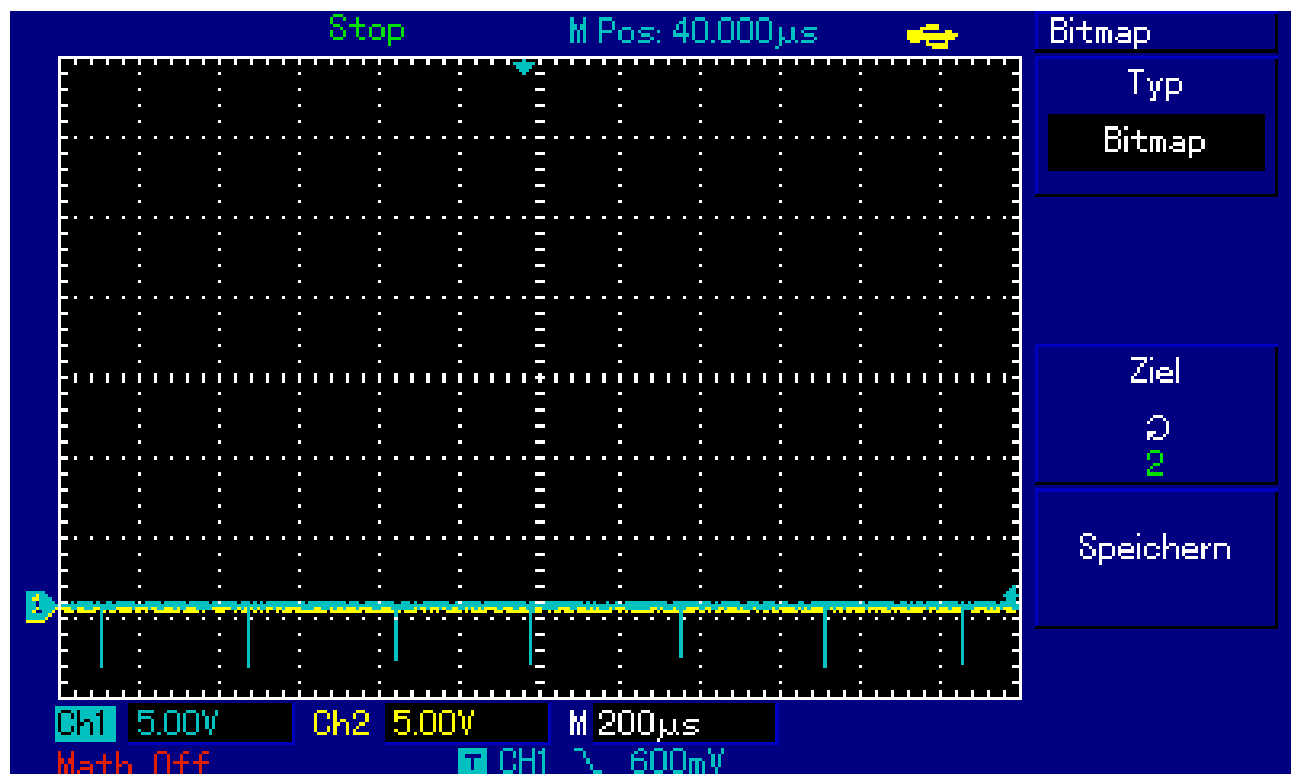 Stop M Pos: 40.000µs Bitmap
Typ
Bitmap
Ziel
2
Speichern
1
Ch1 5.00V Ch2 5.00V M 200µs
Math Off T CH1 600mV